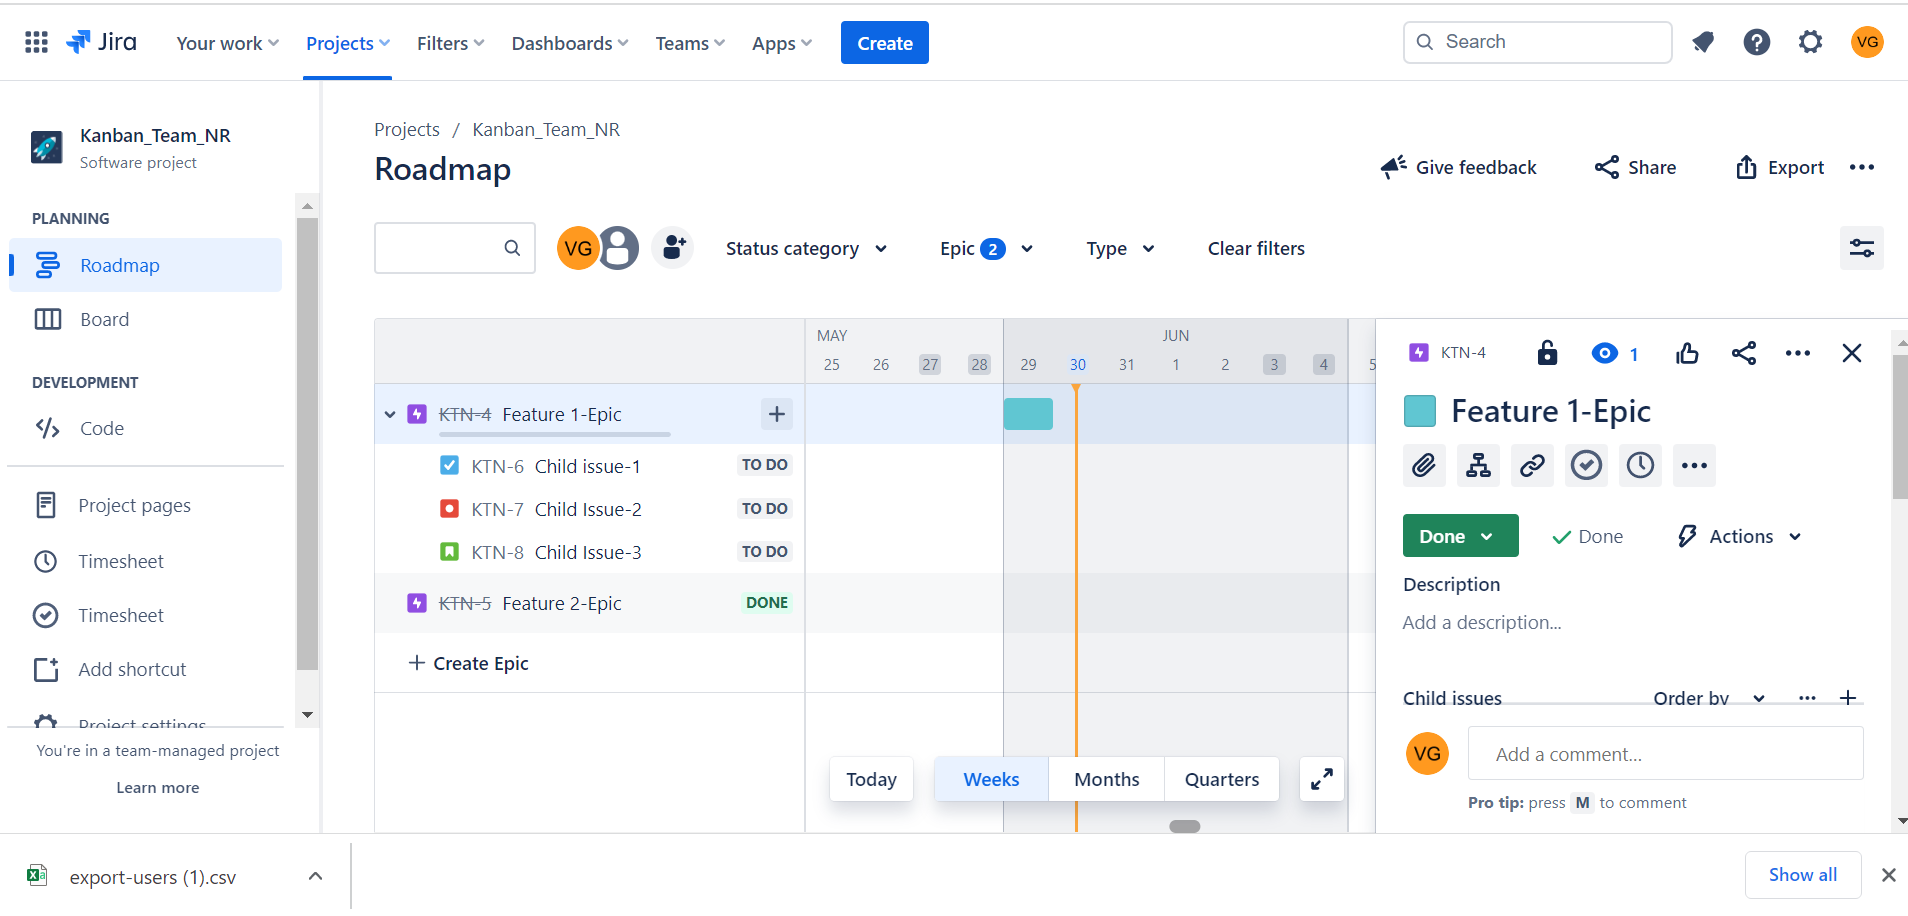 Jira Your work Projects Filters Dashboards Teams Apps Create Search VG
Kanban_Team_NR
Software project
PLANNING
Roadmap
Board
DEVELOPMENT
Code
Project pages
Timesheet
Timesheet
Add shortcut
Project settings
You're in a team-managed project
Learn more
Projects / Kanban_Team_NR
Roadmap
Give feedback Share Export
VG Status category Epic 2 Type Clear filters
MAY JUN
25 26 27 28 29 30 31 1 2 3 4 5
KTN-4 Feature 1-Epic
KTN-6 Child issue-1 TO DO
KTN-7 Child Issue-2 TO DO
KTN-8 Child Issue-3 TO DO
KTN-5 Feature 2-Epic DONE
+ Create Epic
Today Weeks Months Quarters
KTN-4 1
Feature 1-Epic
Done Done Actions
Description
Add a description...
Child issues Order by
VG Add a comment...
Pro tip: press M to comment
export-users (1).csv Show all